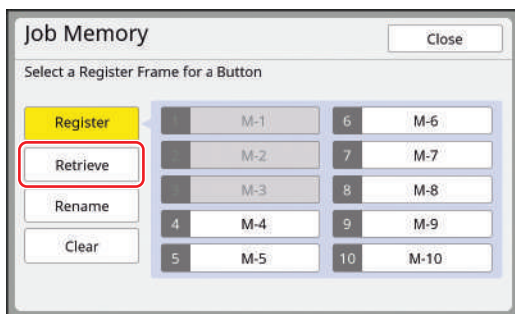 Job Memory
Close
Select a Register Frame for a Button
Register
1 M-1
6 M-6
Retrieve
2 M-2
7 M-7
3 M-3
8 M-8
Rename
4 M-4
9 M-9
Clear
5 M-5
10 M-10